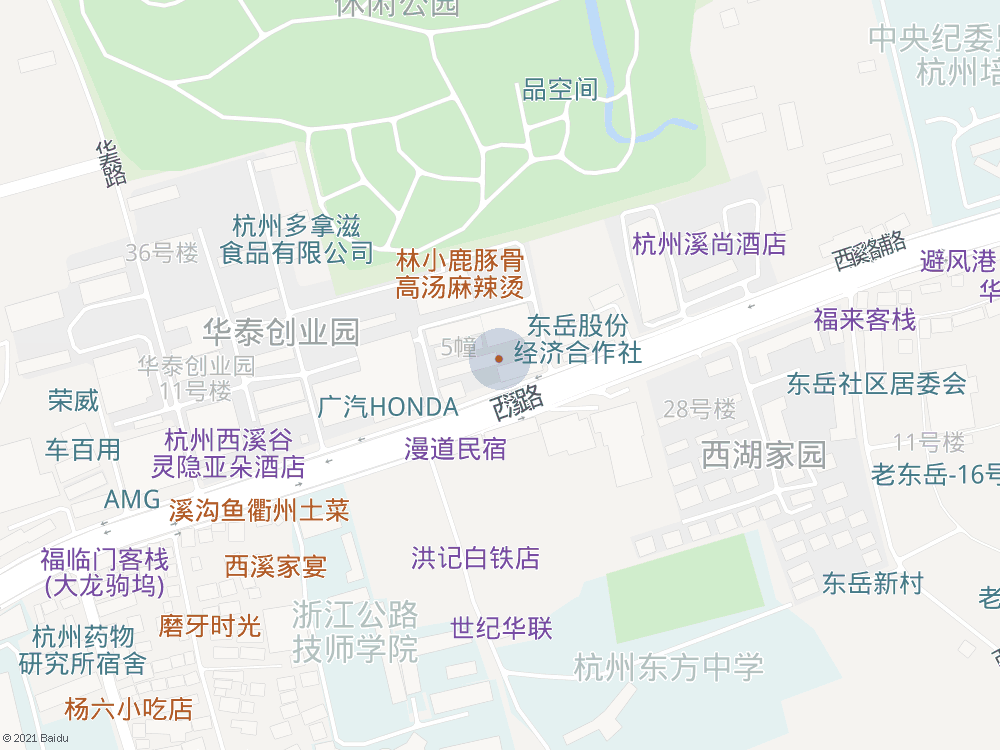 休闲公园
中央纪委
杭州培
品空间
华泰路
杭州多拿滋
食品有限公司
36号楼
林小鹿豚骨
高汤麻辣烫
杭州溪尚酒店
西溪路辅路
避风港
华
福来客栈
华泰创业园
5幢
东岳股份
经济合作社
华泰创业园
11号楼
荣威
广汽HONDA
西溪路
东岳社区居委会
28号楼
车百用
杭州西溪谷
灵隐亚朵酒店
漫道民宿
西湖家园
11号楼
老东岳-16号
AMG
溪沟鱼衢州土菜
福临门客栈
(大龙驹坞)
西溪家宴
洪记白铁店
东岳新村
老
磨牙时光
浙江公路
技师学院
世纪华联
杭州药物
研究所宿舍
杭州东方中学
西
杨六小吃店
© 2021 Baidu